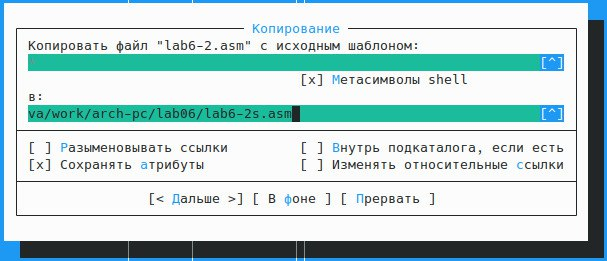 Копирование
Копировать файл "lab6-2.asm" с исходным шаблоном:
[^]
[x] Метасимволы shell
в:
va/work/arch-pc/lab06/lab6-2s.asm [^]
[ ] Разыменовывать ссылки [ ] Внутрь подкаталога, если есть
[x] Сохранять атрибуты [ ] Изменять относительные ссылки
[< Дальше >] [ В фоне ] [ Прервать ]